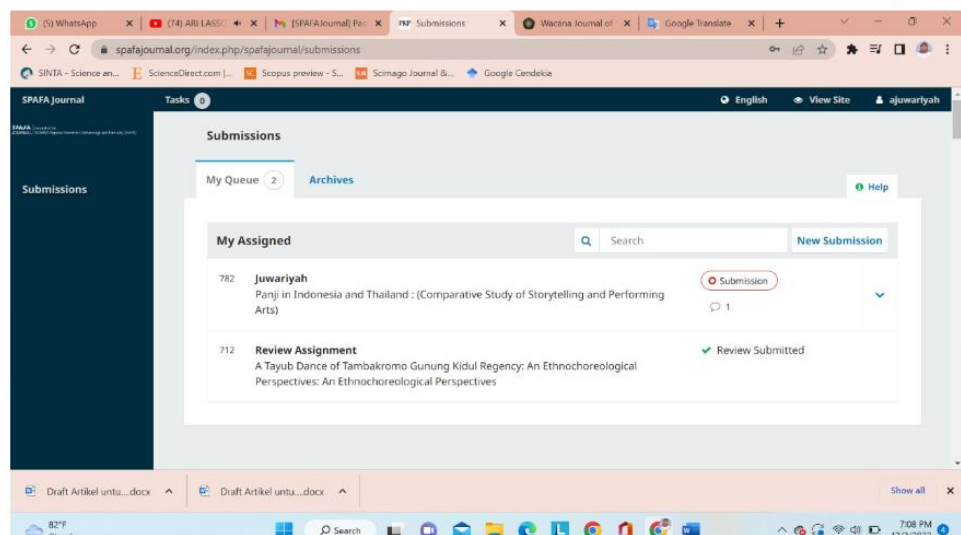 (5) WhatsApp
(74) ARI LASSO
[SPAFAJournal] Pas
PKP Submissions
Wacana Journal of
Google Translate
spafajournal.org/index.php/spafajournal/submissions
SINTA - Science an...
ScienceDirect.com |...
Scopus preview - S...
Scimago Journal &...
Google Cendekia
SPAFA Journal
Tasks 0
English
View Site
ajuwariyah
Submissions
Submissions
My Queue 2
Archives
Help
My Assigned
Search
New Submission
782
Juwariyah
Panji in Indonesia and Thailand : (Comparative Study of Storytelling and Performing
Arts)
Submission
1
712
Review Assignment
A Tayub Dance of Tambakromo Gunung Kidul Regency: An Ethnochoreological
Perspectives: An Ethnochoreological Perspectives
Review Submitted
Draft Artikel untu....docx
Draft Artikel untu....docx
Show all
82°F
Search
7:08 PM
4